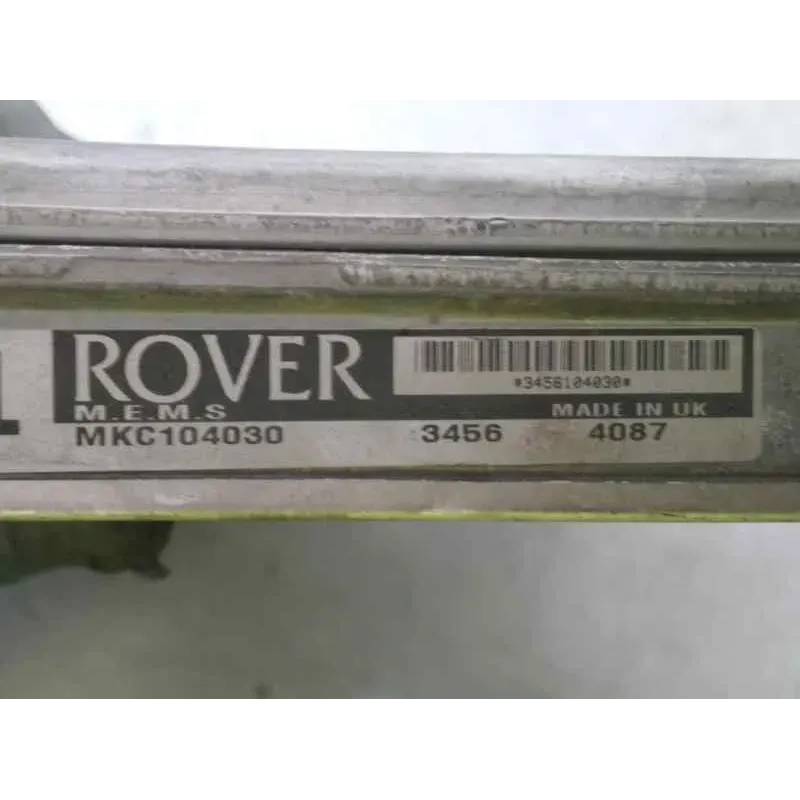 ROVER
*3456104030*
M.E.M.S MADE IN UK
MKC104030 3456 4087